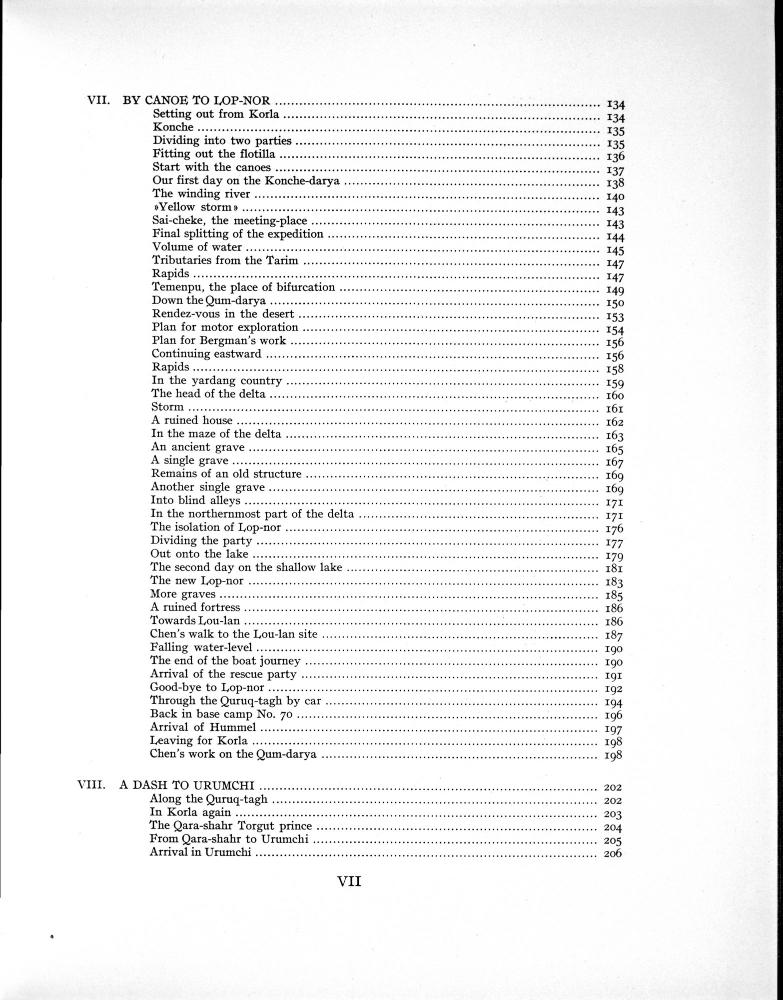 VII. BY CANOE TO LOP-NOR ........ 134
Setting out from Korla ........ 134
Konche ........ 135
Dividing into two parties ........ 135
Fitting out the flotilla ........ 136
Start with the canoes ........ 137
Our first day on the Konche-darya ........ 138
The winding river ........ 140
»Yellow storm» ........ 143
Sai-cheke, the meeting-place ........ 143
Final splitting of the expedition ........ 144
Volume of water ........ 145
Tributaries from the Tarim ........ 147
Rapids ........ 147
Temenpu, the place of bifurcation ........ 149
Down the Qum-darya ........ 150
Rendez-vous in the desert ........ 153
Plan for motor exploration ........ 154
Plan for Bergman's work ........ 156
Continuing eastward ........ 156
Rapids ........ 158
In the yardang country ........ 159
The head of the delta ........ 160
Storm ........ 161
A ruined house ........ 162
In the maze of the delta ........ 163
An ancient grave ........ 165
A single grave ........ 167
Remains of an old structure ........ 169
Another single grave ........ 169
Into blind alleys ........ 171
In the northernmost part of the delta ........ 171
The isolation of Lop-nor ........ 176
Dividing the party ........ 177
Out onto the lake ........ 179
The second day on the shallow lake ........ 181
The new Lop-nor ........ 183
More graves ........ 185
A ruined fortress ........ 186
Towards Lou-lan ........ 186
Chen's walk to the Lou-lan site ........ 187
Falling water-level ........ 190
The end of the boat journey ........ 190
Arrival of the rescue party ........ 191
Good-bye to Lop-nor ........ 192
Through the Quruq-tagh by car ........ 194
Back in base camp No. 70 ........ 196
Arrival of Hummel ........ 197
Leaving for Korla ........ 198
Chen's work on the Qum-darya ........ 198
VIII. A DASH TO URUMCHI ........ 202
Along the Quruq-tagh ........ 202
In Korla again ........ 203
The Qara-shahr Torgut prince ........ 204
From Qara-shahr to Urumchi ........ 205
Arrival in Urumchi ........ 206
VII